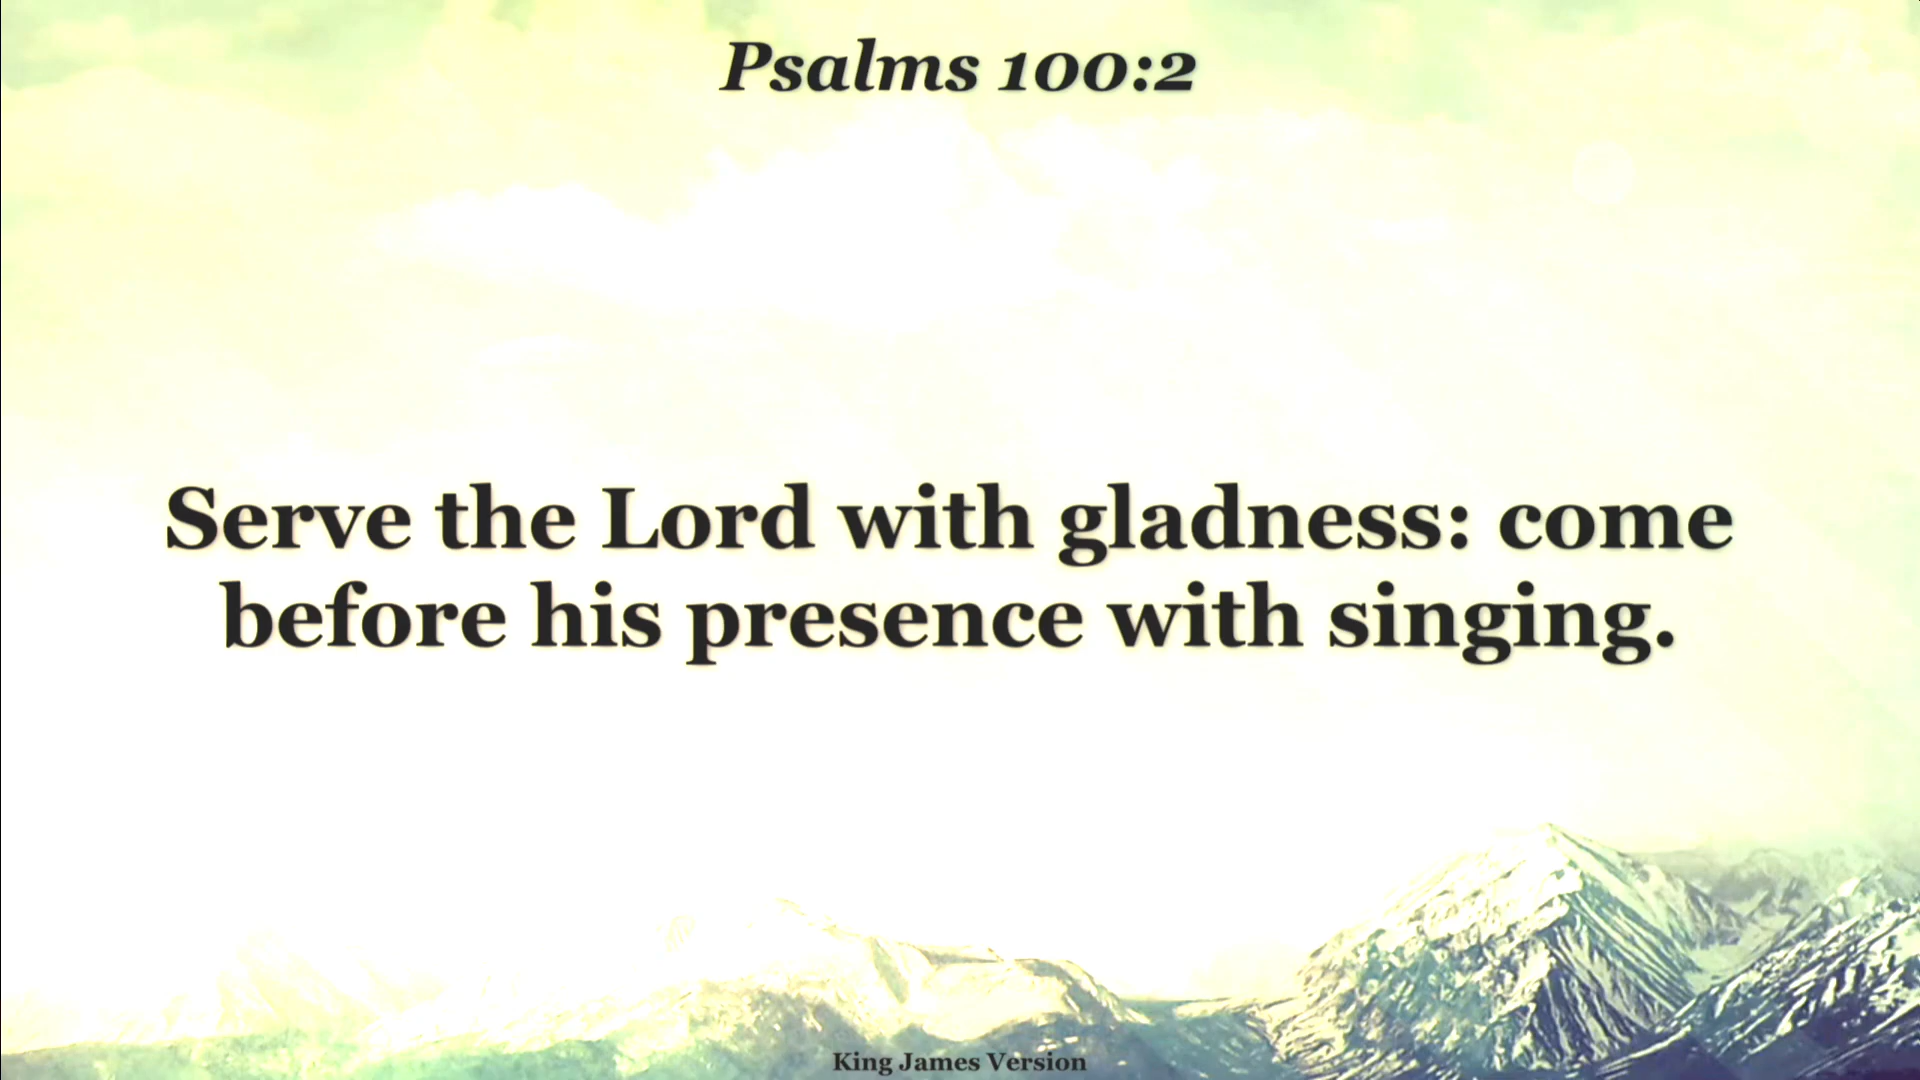 Psalms 100:2
Serve the Lord with gladness: come
before his presence with singing.
King James Version